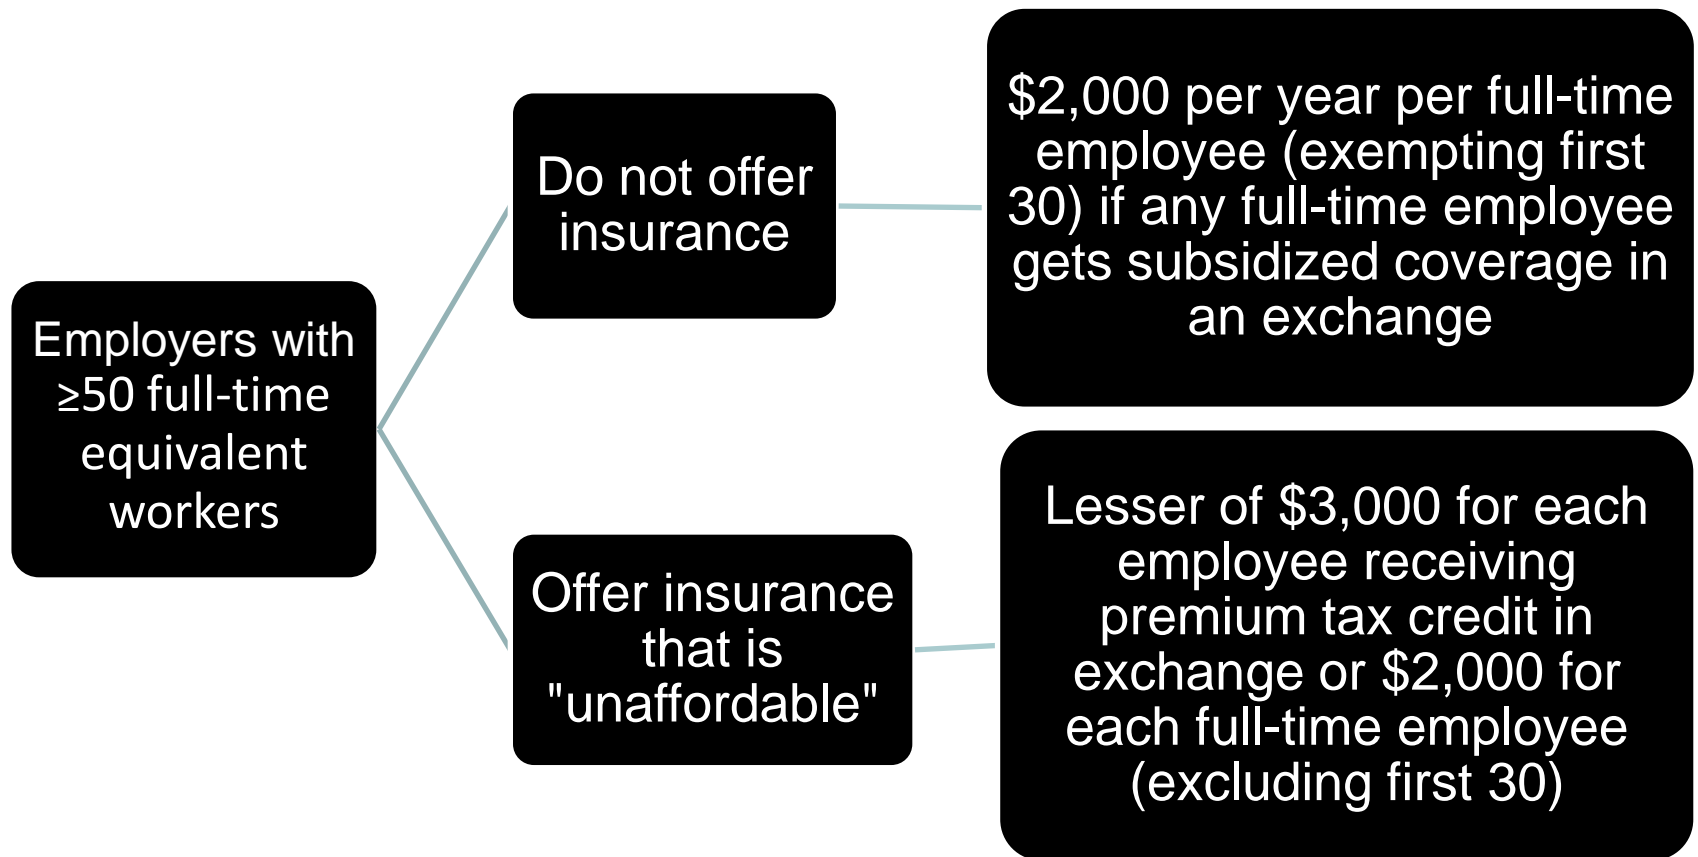 Employers with
≥50 full-time
equivalent
workers
Do not offer
insurance
$2,000 per year per full-time
employee (exempting first
30) if any full-time employee
gets subsidized coverage in
an exchange
Offer insurance
that is
"unaffordable"
Lesser of $3,000 for each
employee receiving
premium tax credit in
exchange or $2,000 for
each full-time employee
(excluding first 30)